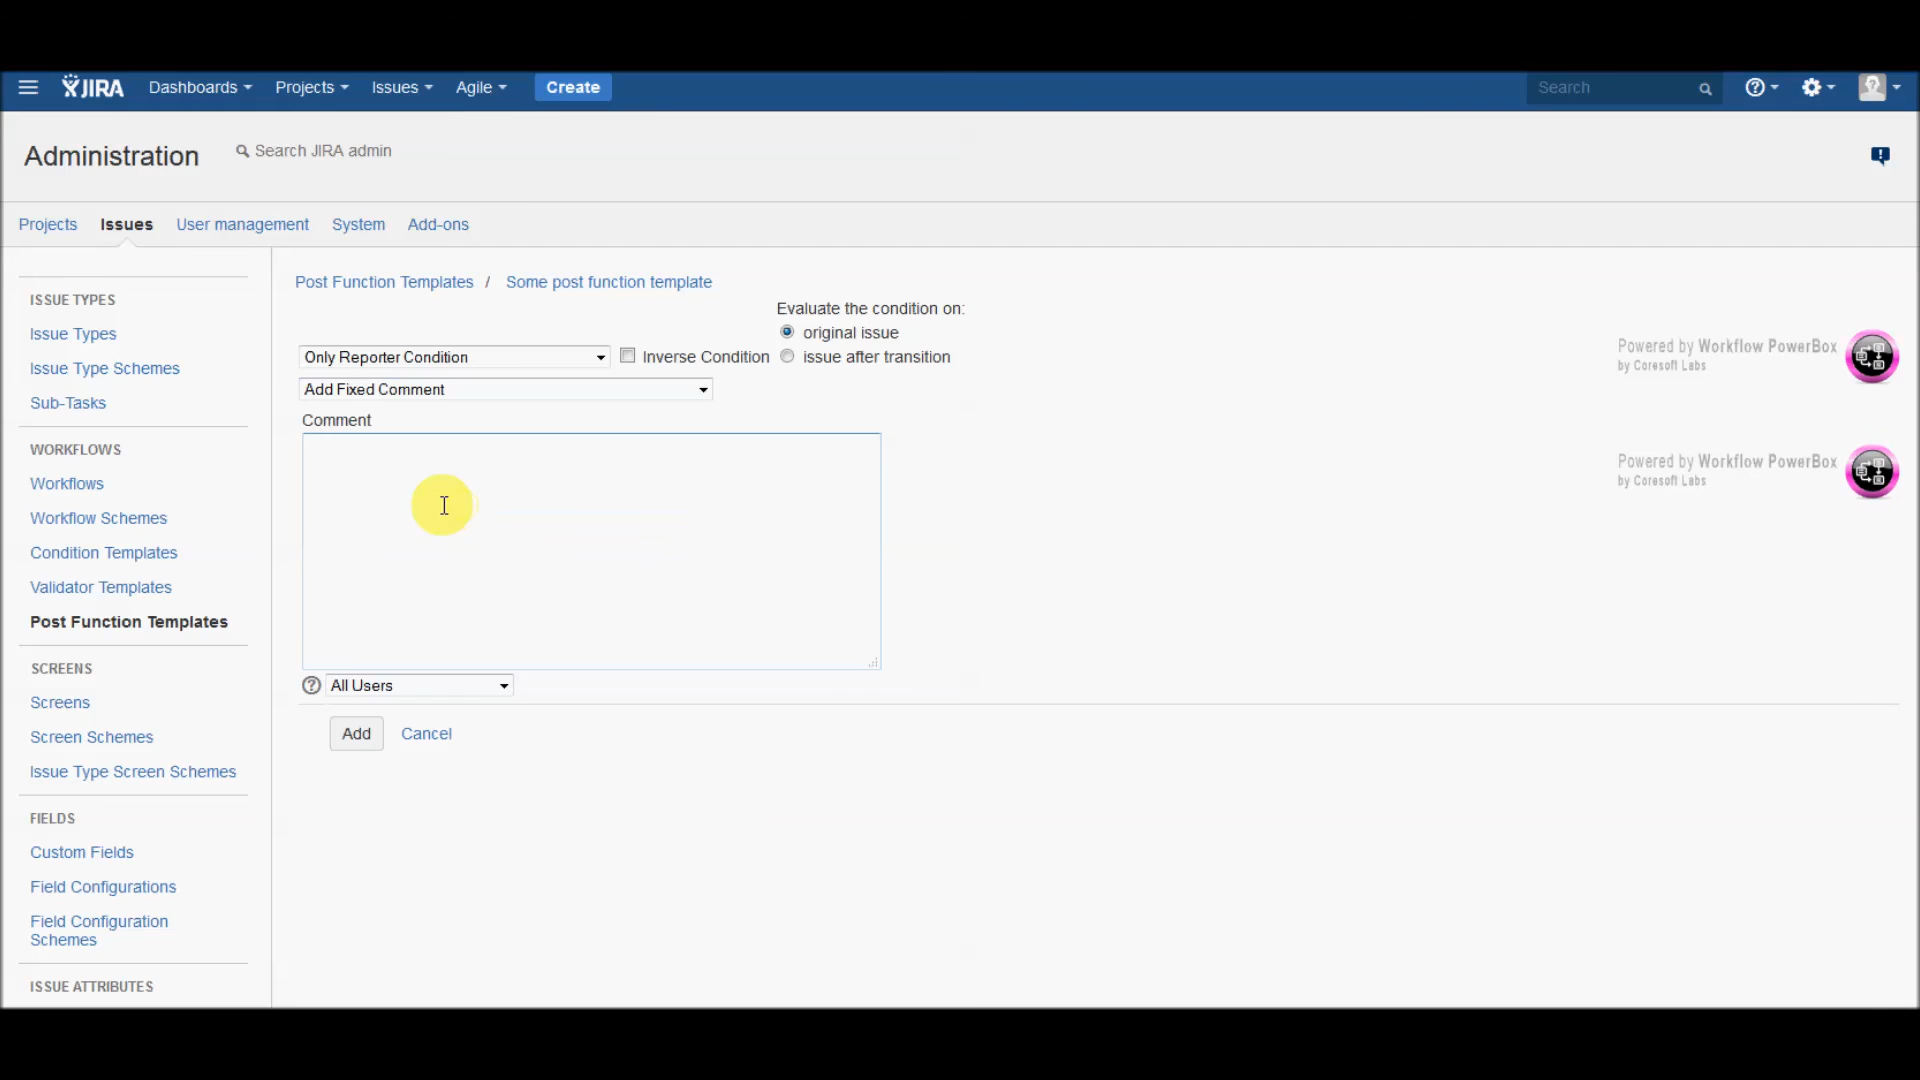 JIRA Dashboards Projects Issues Agile Create Search
Administration Search JIRA admin
Projects Issues User management System Add-ons
ISSUE TYPES
Issue Types
Issue Type Schemes
Sub-Tasks
WORKFLOWS
Workflows
Workflow Schemes
Condition Templates
Validator Templates
Post Function Templates
SCREENS
Screens
Screen Schemes
Issue Type Screen Schemes
FIELDS
Custom Fields
Field Configurations
Field Configuration
Schemes
ISSUE ATTRIBUTES
Post Function Templates / Some post function template
Evaluate the condition on:
original issue
Only Reporter Condition Inverse Condition issue after transition
Add Fixed Comment
Comment
All Users
Add Cancel
Powered by Workflow PowerBox
by Coresoft Labs
Powered by Workflow PowerBox
by Coresoft Labs